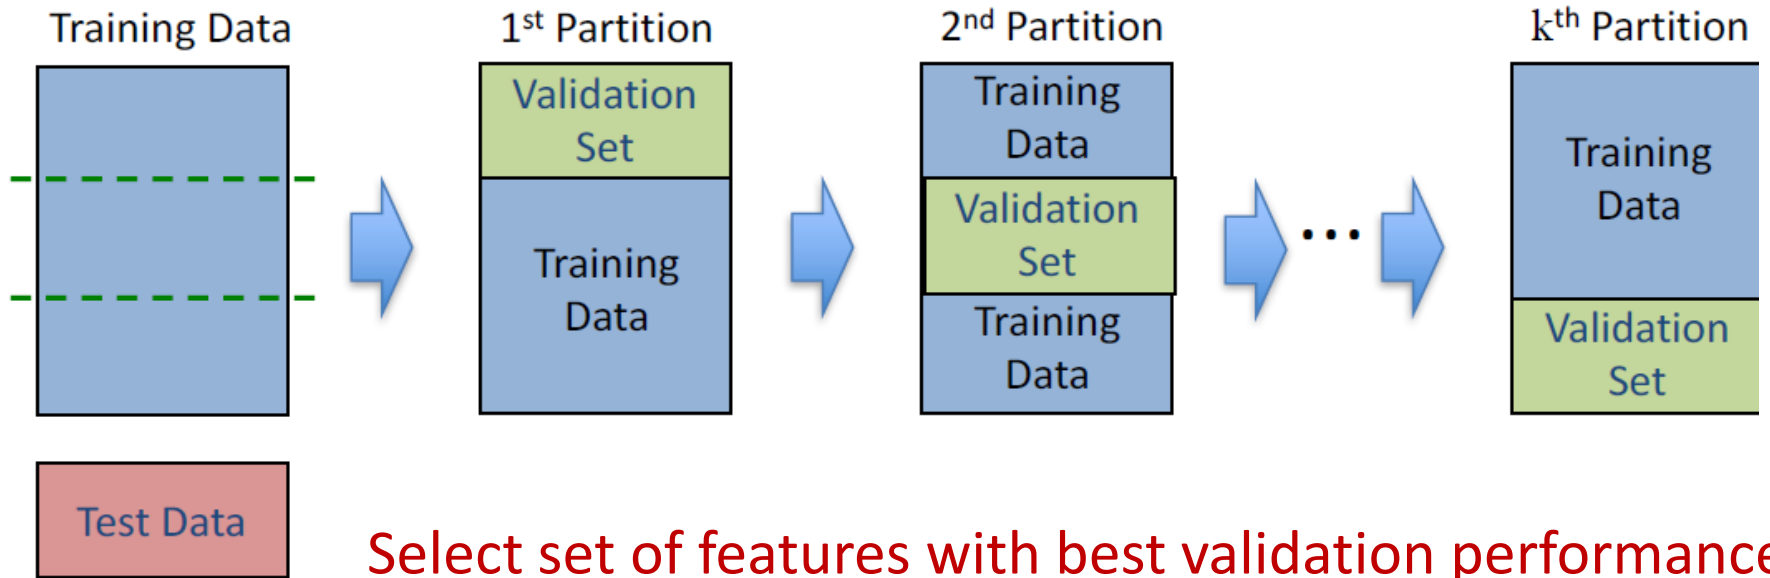 Training Data
1st Partition
2nd Partition
kth Partition
Validation
Set
Training
Data
Training
Data
Validation
Set
Training
Data
...
Training
Data
Validation
Set
Test Data
Select set of features with best validation performance